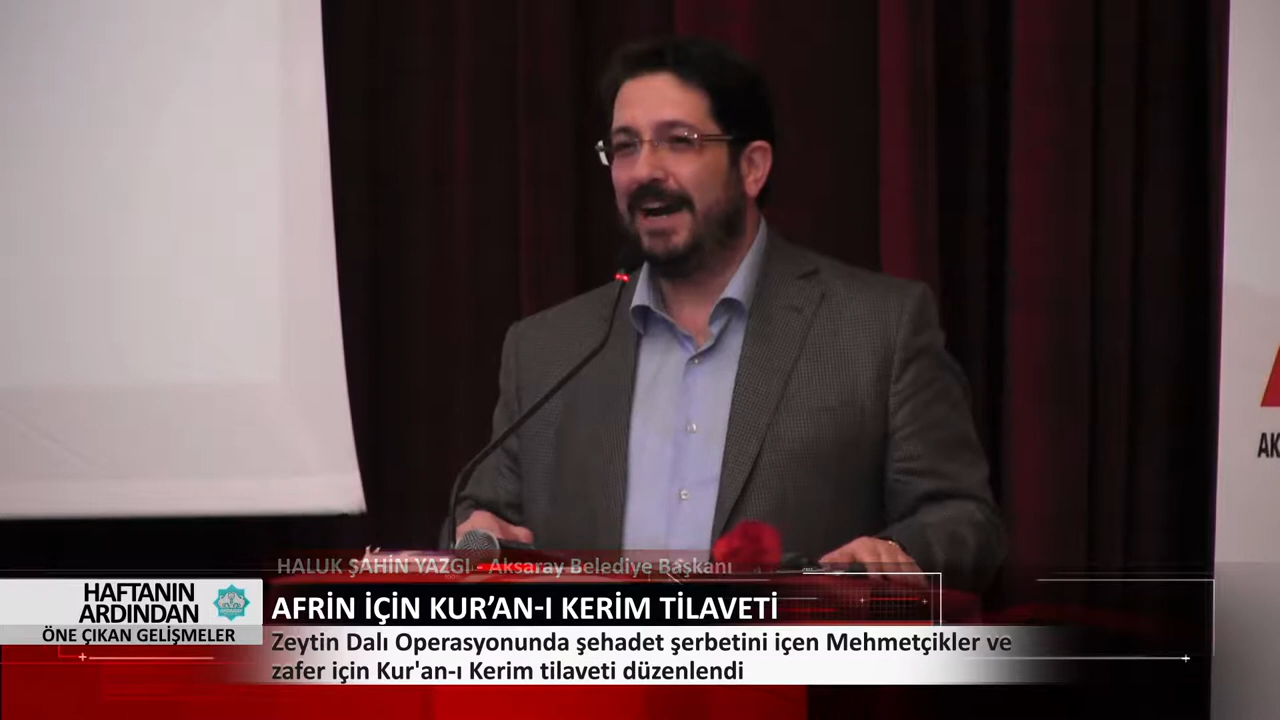 AK
HALUK ŞAHİN YAZGI - Aksaray Belediye Başkanı
HAFTANIN
ARDINDAN
ÖNE ÇIKAN GELİŞMELER
AFRİN İÇİN KUR’AN-I KERİM TİLAVETİ
Zeytin Dalı Operasyonunda şehadet şerbetini içen Mehmetçikler ve
zafer için Kur'an-ı Kerim tilaveti düzenlendi